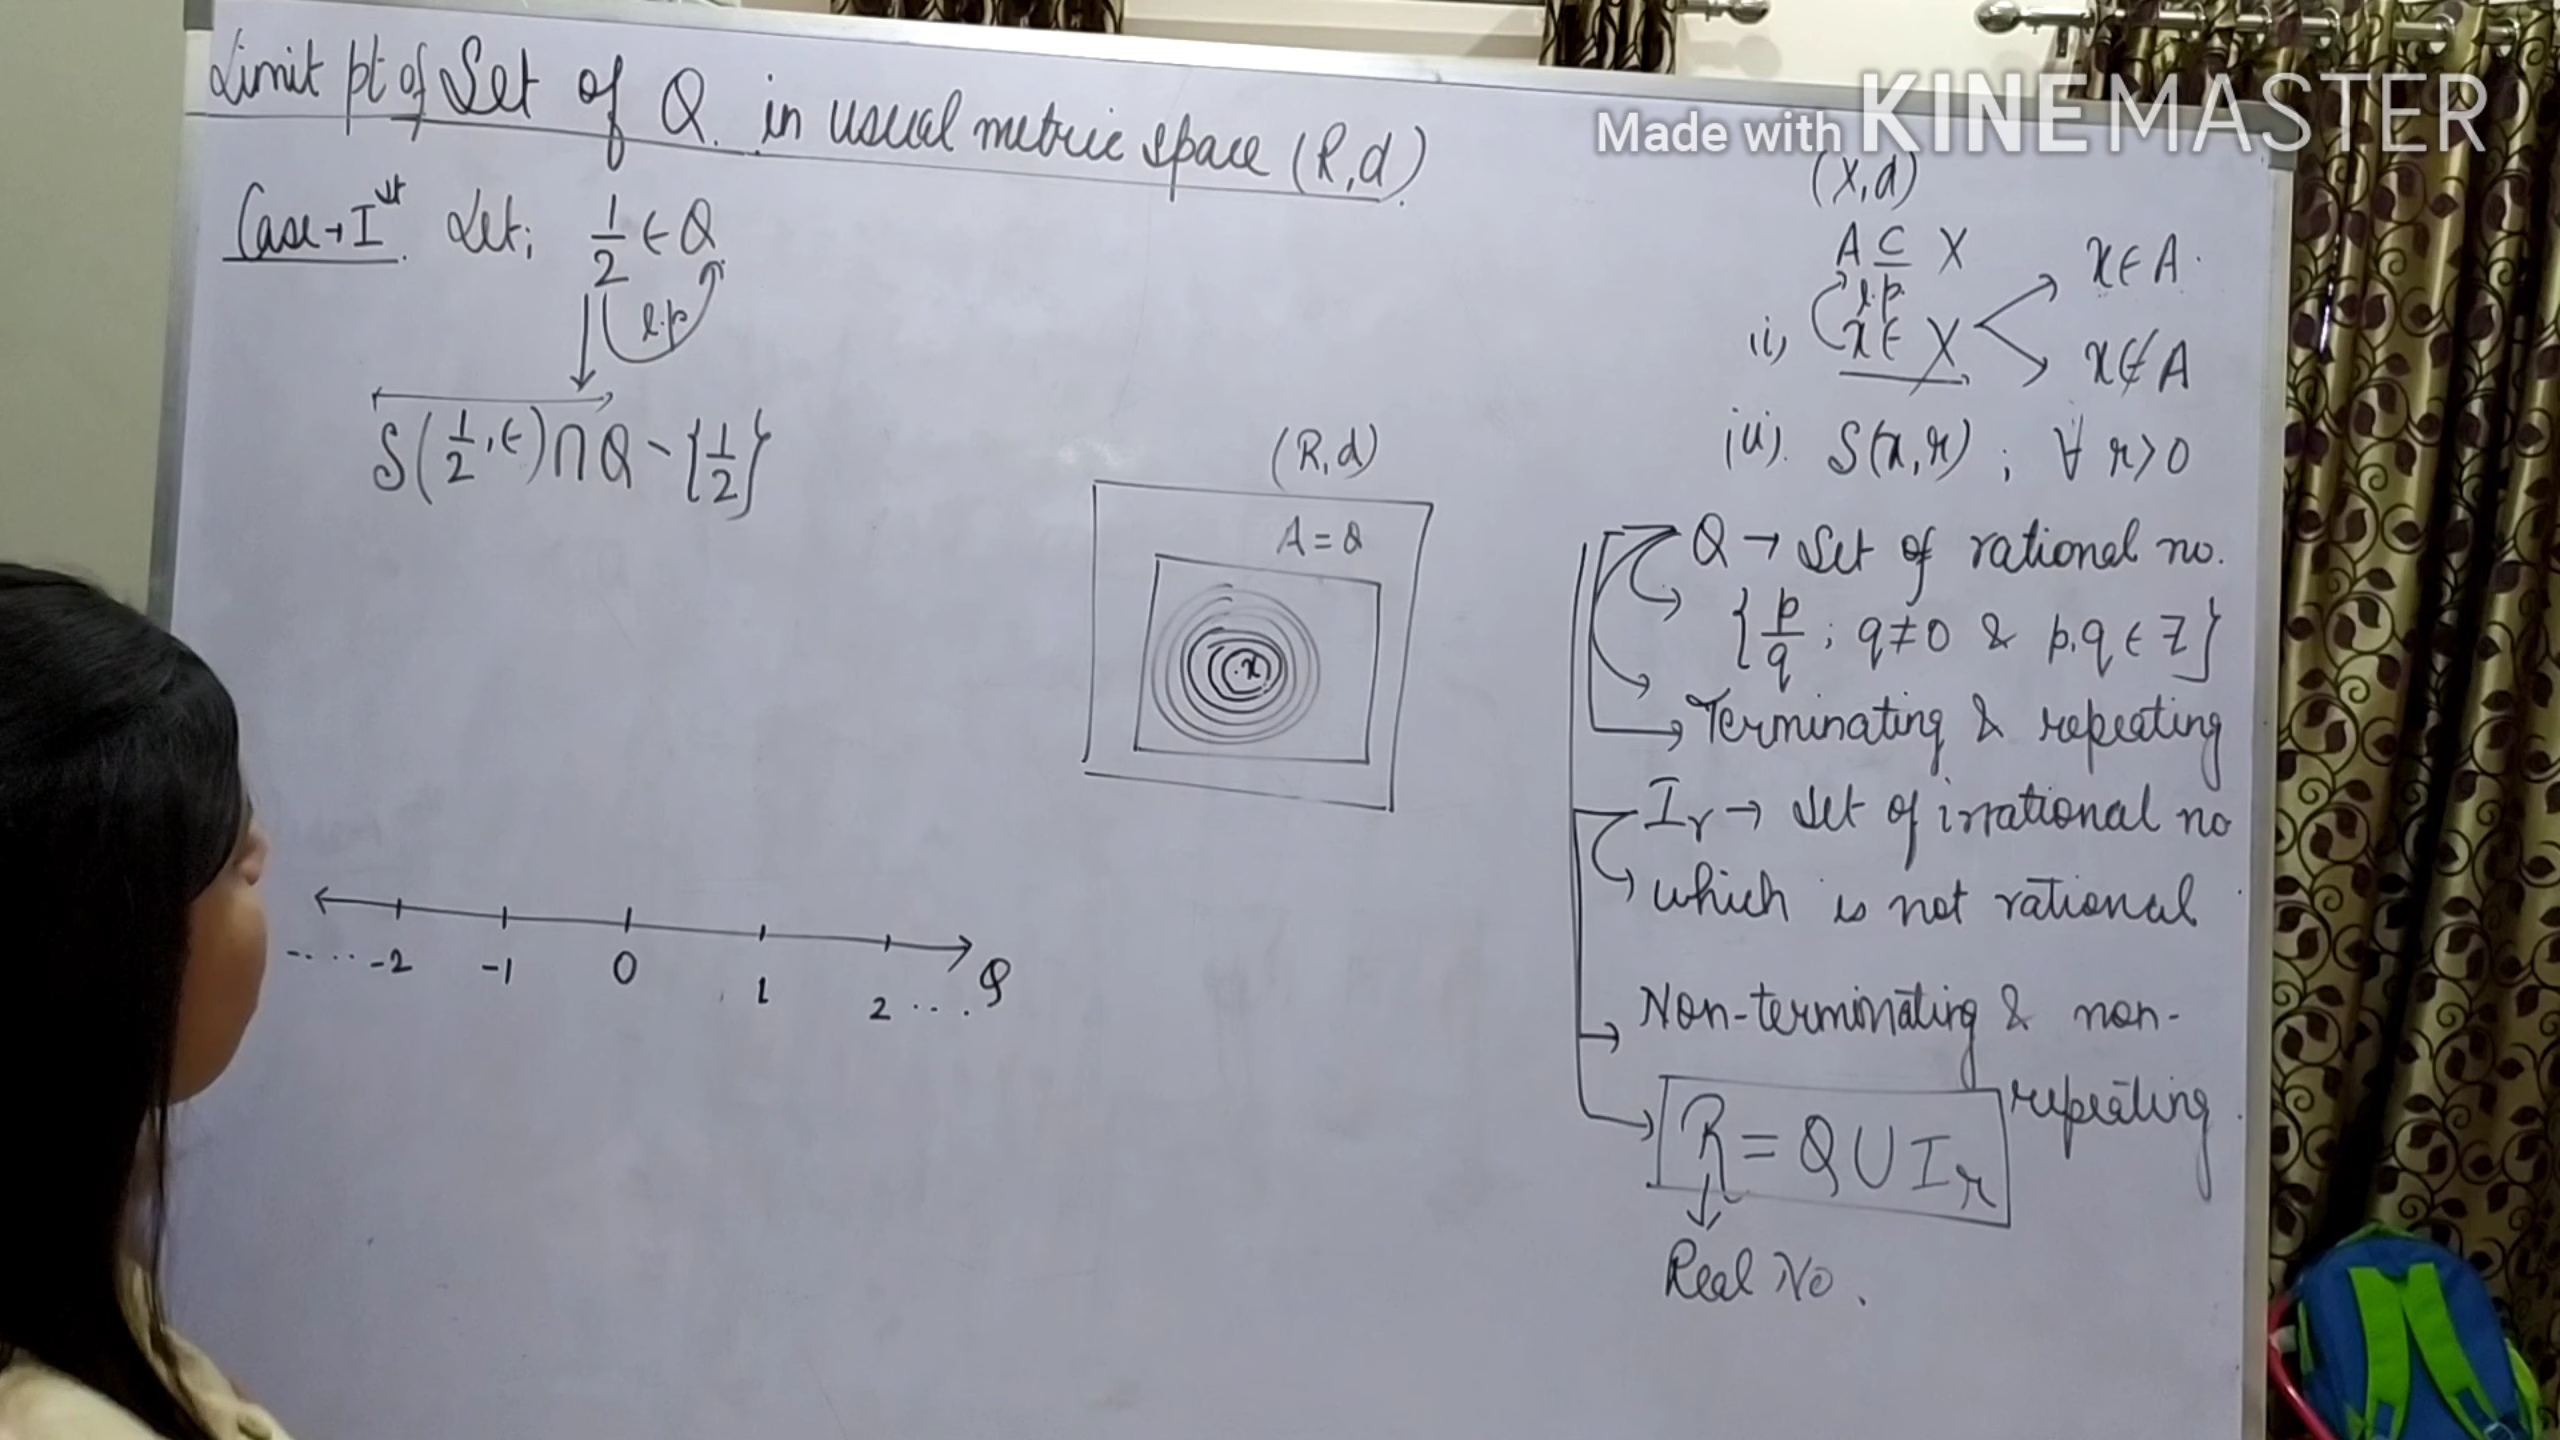 Limit pt of Set of Q in usual metric space (R,d)
Case → Ist Let; 1/2 ∈ Q
l.p
S(1/2, ϵ) ∩ Q - {1/2}
(R,d)
A = Q
.x
-2 -1 0 1 2 ... Q
Made with KINEMASTER
(X,d)
A ⊆ X
l.p.
x ∈ A.
i) x ∈ X
x ∉ A
ii). S(x,r) ; ∀ r>0
Q → Set of rational no.
{p/q ; q≠0 & p,q ∈ Z}
Terminating & repeating
Ir → Set of irrational no
which is not rational
Non-terminating & non-
repeating.
R = Q U Ir
Real No.